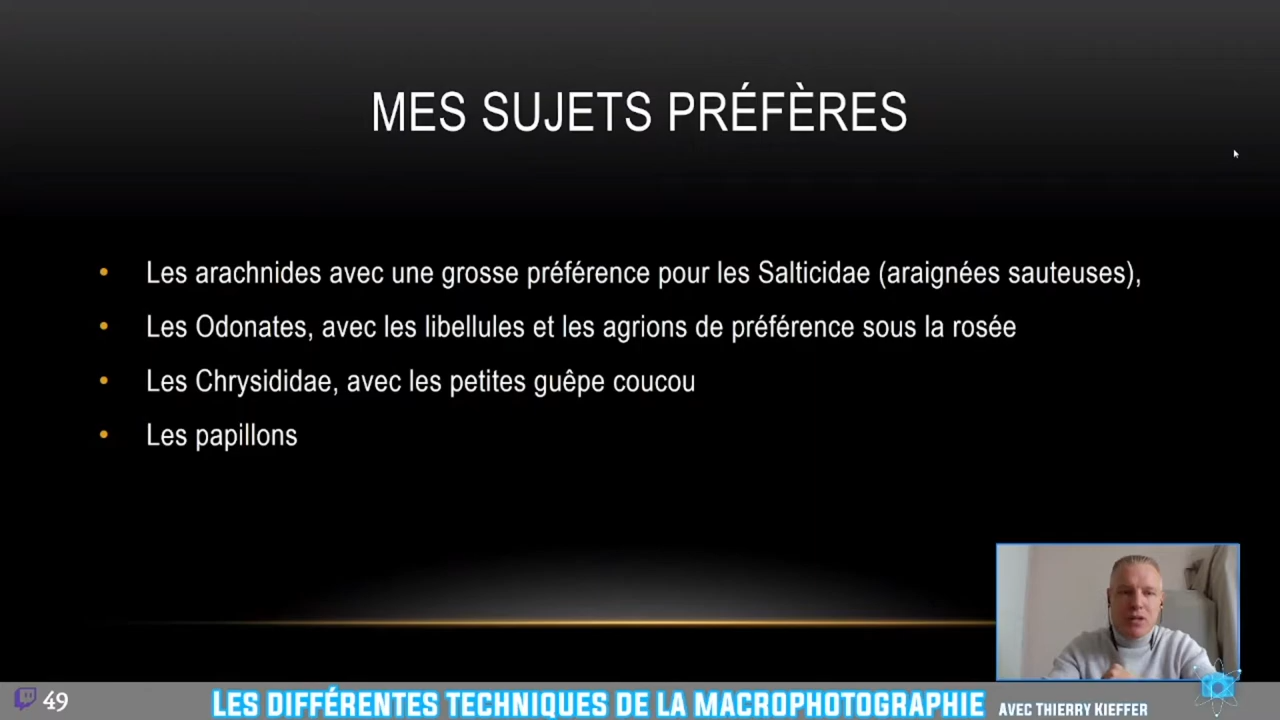 MES SUJETS PRÉFÈRES
Les arachnides avec une grosse préférence pour les Salticidae (araignées sauteuses),
Les Odonates, avec les libellules et les agrions de préférence sous la rosée
Les Chrysididae, avec les petites guêpe coucou
Les papillons
49
LES DIFFÉRENTES TECHNIQUES DE LA MACROPHOTOGRAPHIE AVEC THIERRY KIEFFER